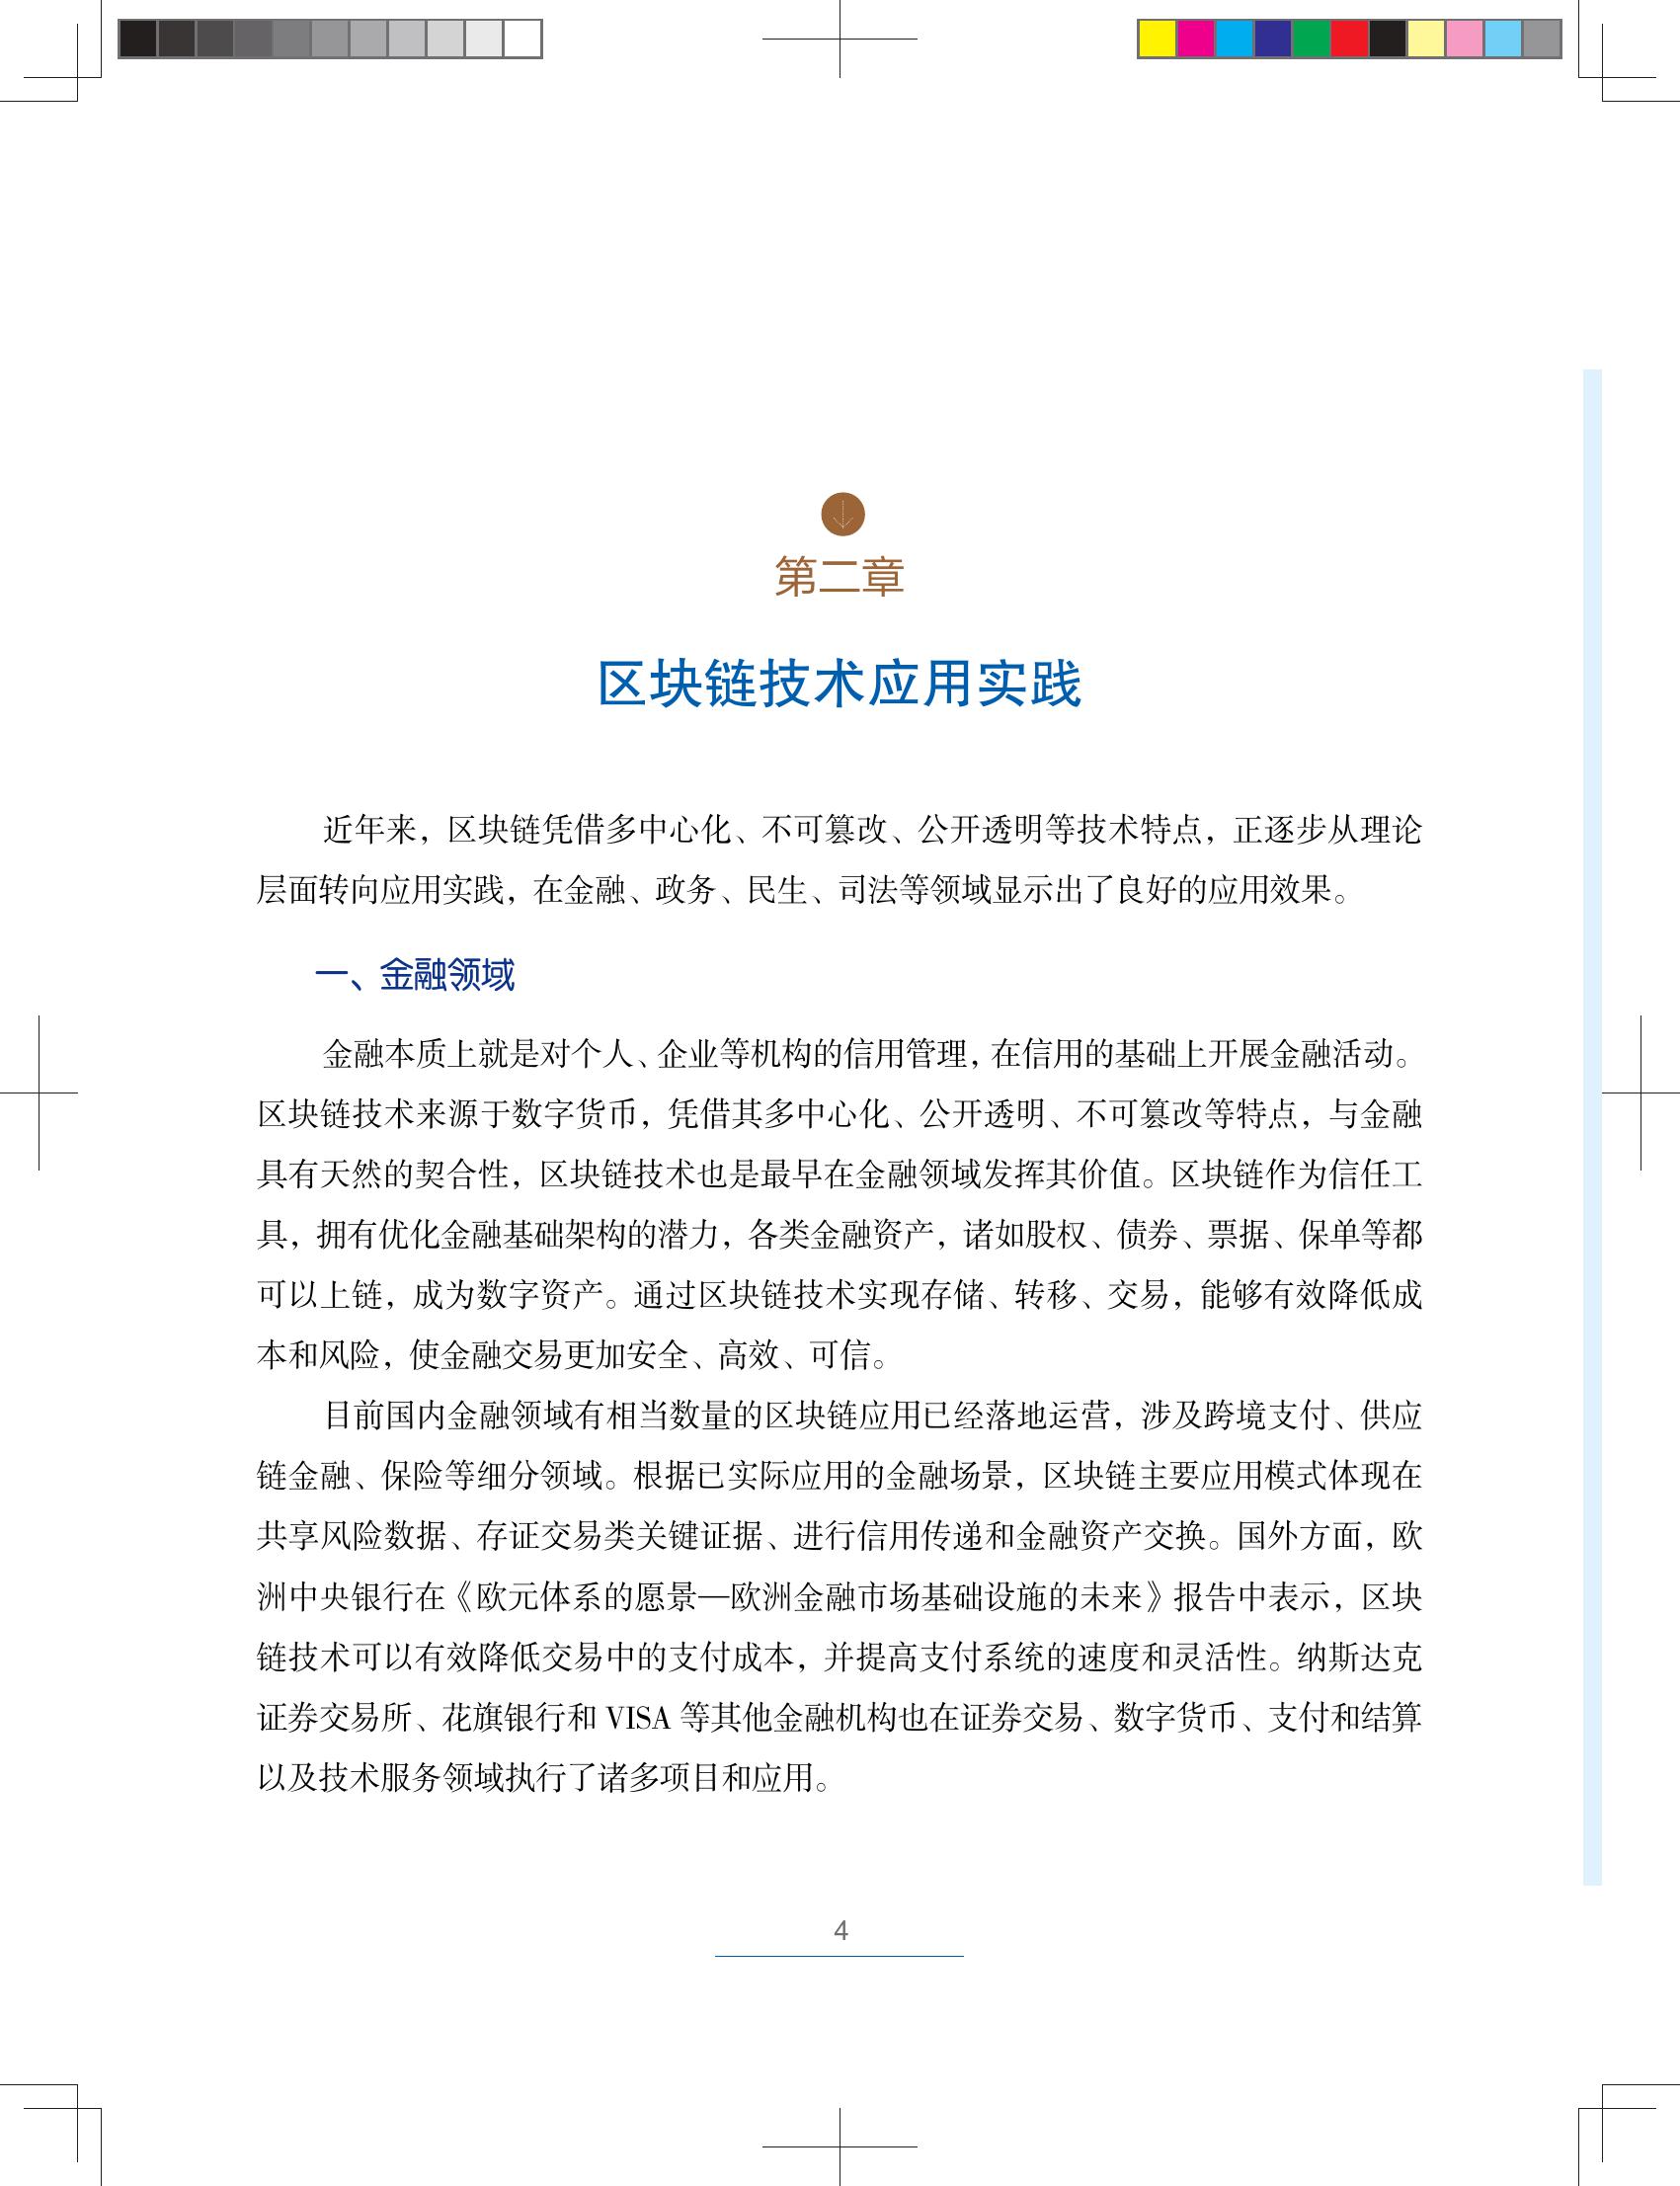 第二章
区块链技术应用实践
近年来，区块链凭借多中心化、不可篡改、公开透明等技术特点，正逐步从理论
层面转向应用实践，在金融、政务、民生、司法等领域显示出了良好的应用效果。
一、金融领域
金融本质上就是对个人、企业等机构的信用管理，在信用的基础上开展金融活动。
区块链技术来源于数字货币，凭借其多中心化、公开透明、不可篡改等特点，与金融
具有天然的契合性，区块链技术也是最早在金融领域发挥其价值。区块链作为信任工
具，拥有优化金融基础架构的潜力，各类金融资产，诸如股权、债券、票据、保单等都
可以上链，成为数字资产。通过区块链技术实现存储、转移、交易，能够有效降低成
本和风险，使金融交易更加安全、高效、可信。
目前国内金融领域有相当数量的区块链应用已经落地运营，涉及跨境支付、供应
链金融、保险等细分领域。根据已实际应用的金融场景，区块链主要应用模式体现在
共享风险数据、存证交易类关键证据、进行信用传递和金融资产交换。国外方面，欧
洲中央银行在《欧元体系的愿景—欧洲金融市场基础设施的未来》报告中表示，区块
链技术可以有效降低交易中的支付成本，并提高支付系统的速度和灵活性。纳斯达克
证券交易所、花旗银行和 VISA 等其他金融机构也在证券交易、数字货币、支付和结算
以及技术服务领域执行了诸多项目和应用。
4